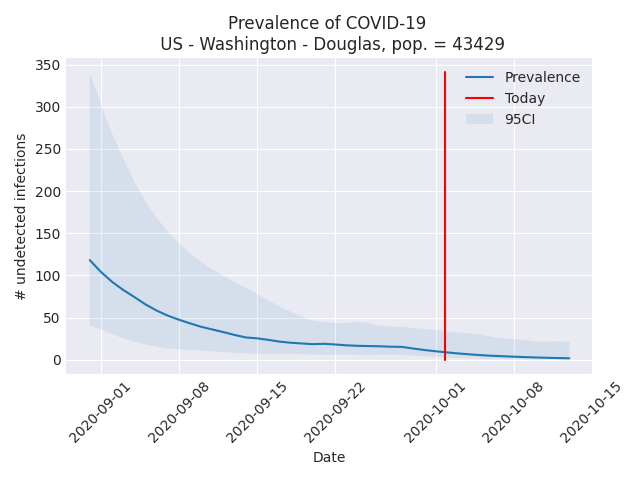 Prevalence of COVID-19
US - Washington - Douglas, pop. = 43429
350
300
250
200
150
100
50
0
# undetected infections
Prevalence
Today
95CI
2020-09-01
2020-09-08
2020-09-15
2020-09-22
2020-10-01
2020-10-08
2020-10-15
Date